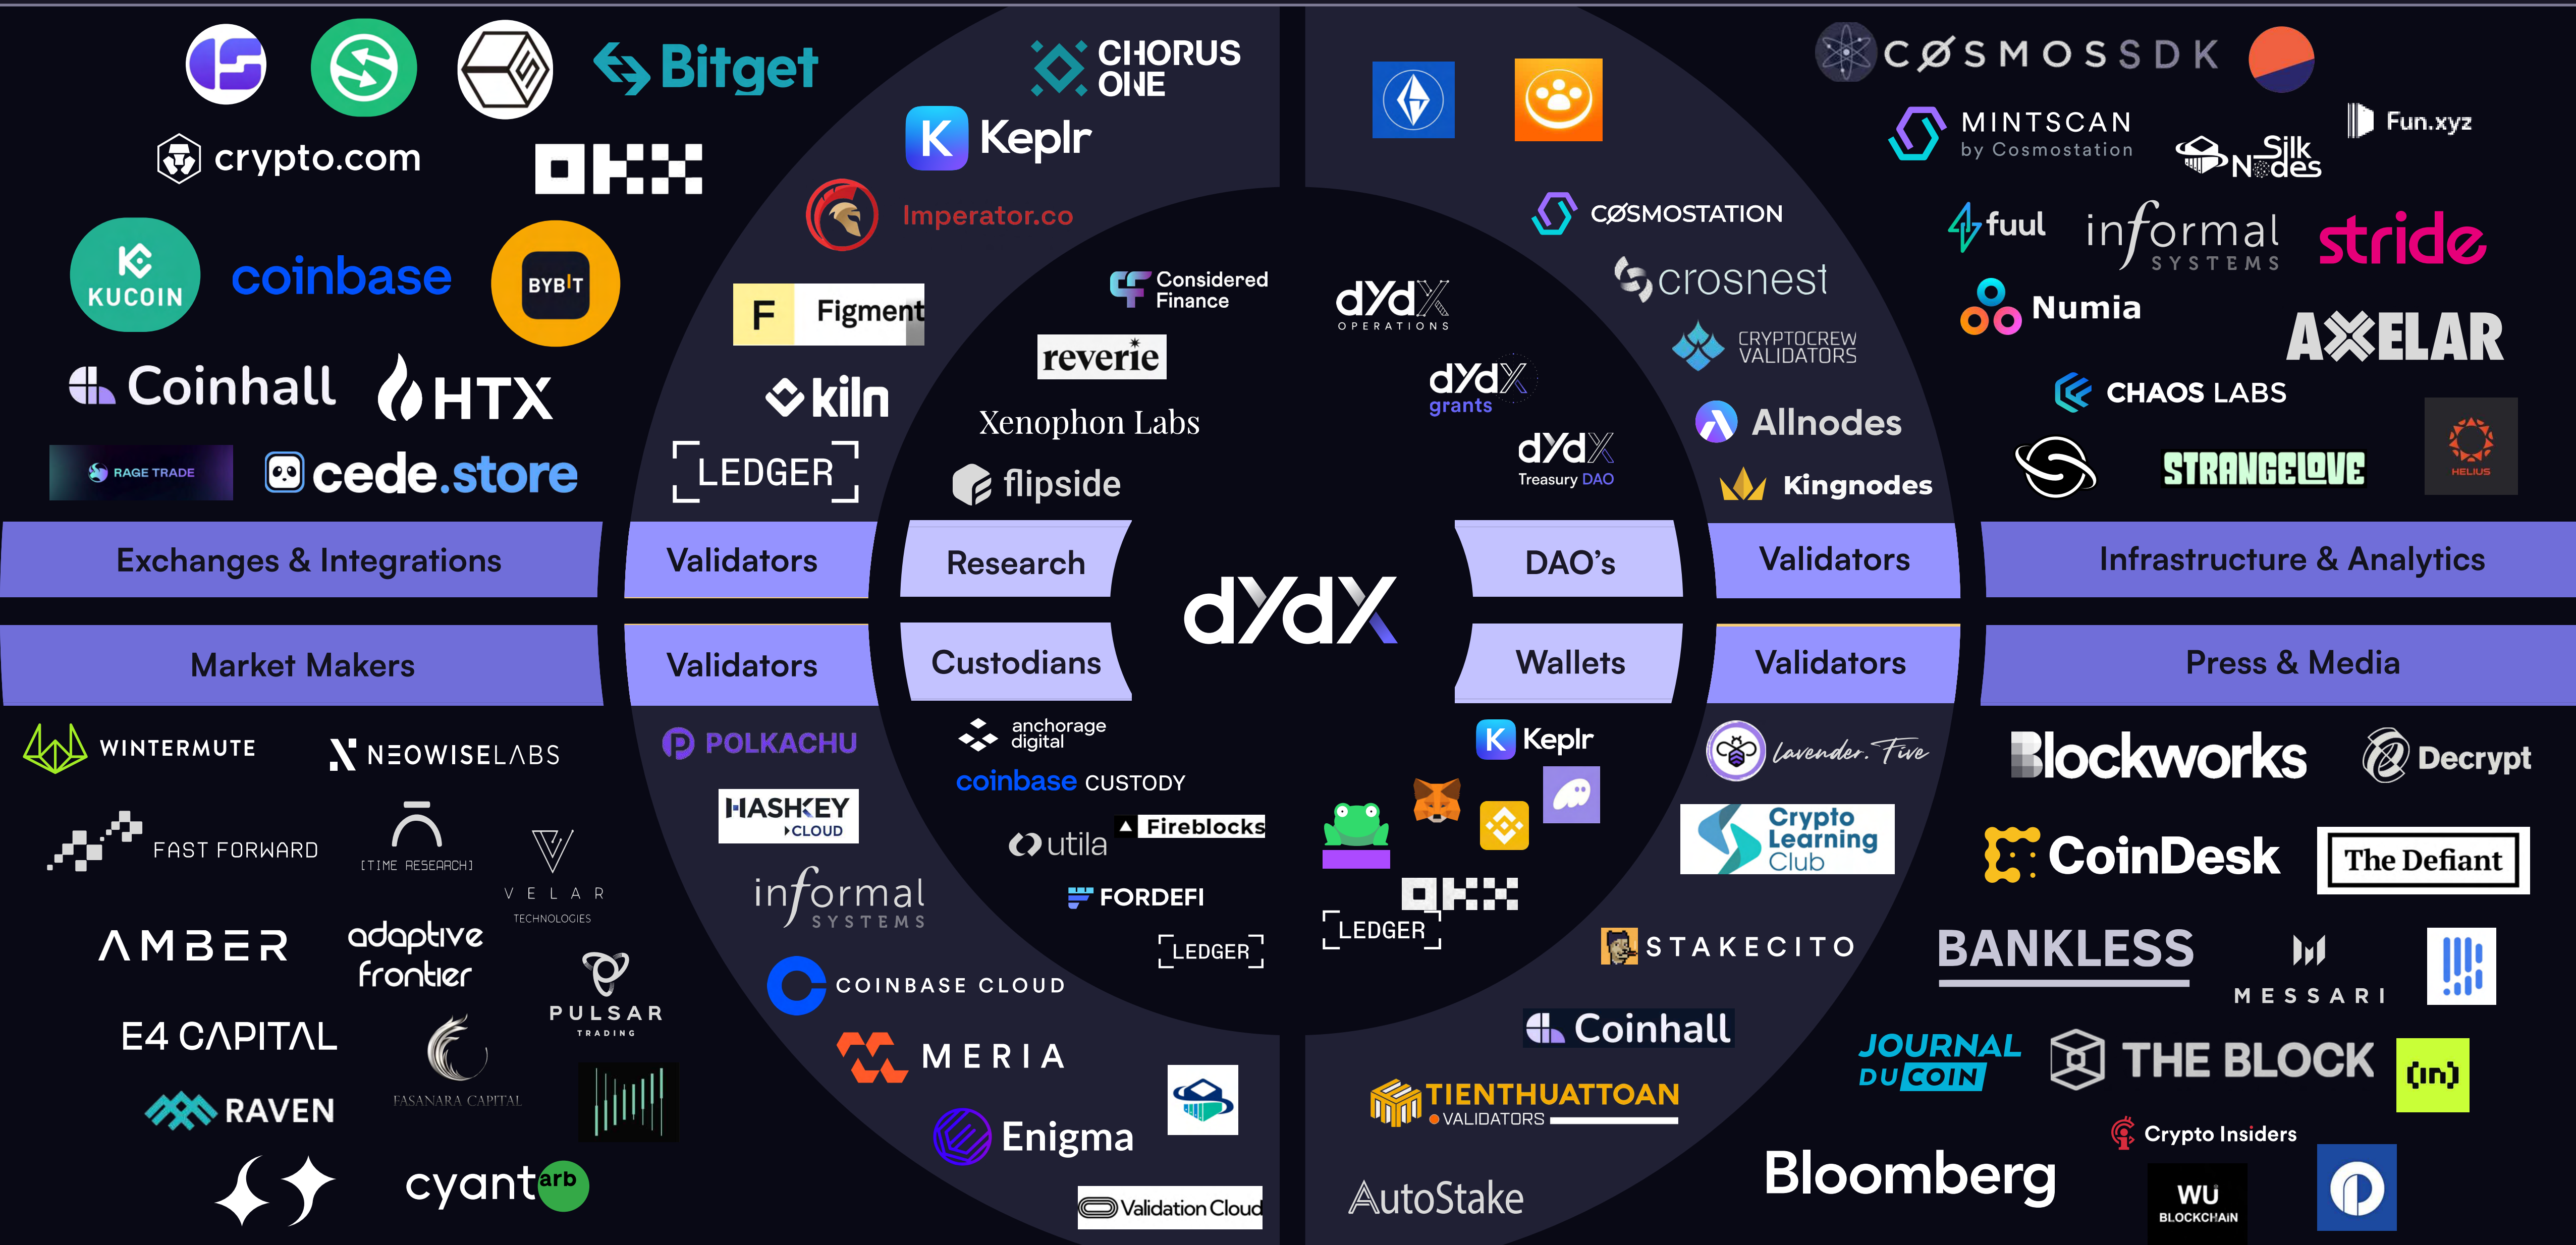 Bitget
crypto.com
OKX
KUCOIN
coinbase
BYBIT
Coinhall
HTX
RAGE TRADE
cede.store
Exchanges & Integrations
CHORUS
ONE
Keplr
Imperator.co
F Figment
kiln
LEDGER
Validators
Considered
Finance
reverie
Xenophon Labs
flipside
Research
dYdX
OPERATIONS
dYdX
grants
dYdX
Treasury DAO
DAO's
CØSMOSTATION
crosnest
CRYPTOCREW
VALIDATORS
Allnodes
Kingnodes
Validators
CØSMOSSDK
MINTSCAN
by Cosmostation
Silk
Nodes
Fun.xyz
fuul
informal
SYSTEMS
stride
Numia
AXELAR
CHAOS LABS
STRANGELOVE
HELIUS
Infrastructure & Analytics
dYdX
Market Makers
WINTERMUTE
NEOWISELABS
FAST FORWARD
[TIME RESEARCH]
VELAR
TECHNOLOGIES
AMBER
adaptive
frontier
PULSAR
TRADING
E4 CAPITAL
FASANARA CAPITAL
RAVEN
cyantarb
Validators
POLKACHU
HASHKEY
CLOUD
informal
SYSTEMS
COINBASE CLOUD
MERIA
Enigma
Validation Cloud
Custodians
anchorage
digital
coinbase CUSTODY
utila
Fireblocks
FORDEFI
LEDGER
Wallets
Keplr
OKX
LEDGER
Validators
lavender.Five
Crypto
Learning
Club
STAKECITO
Coinhall
TIENTHUATTOAN
VALIDATORS
AutoStake
Press & Media
Blockworks
Decrypt
CoinDesk
The Defiant
BANKLESS
MESSARI
JOURNAL
DU COIN
THE BLOCK
(in)
Crypto Insiders
Bloomberg
WU
BLOCKCHAiN